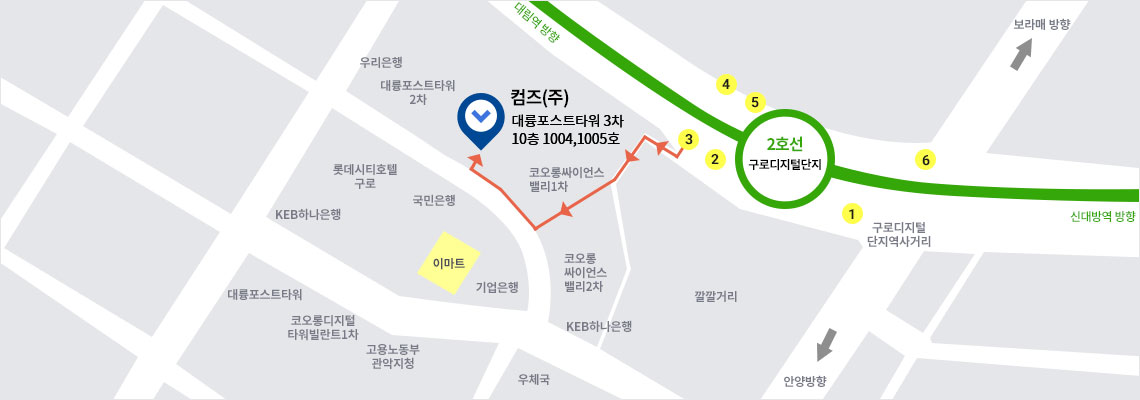 대림역 방향
보라매 방향
우리은행
대륭포스트타워
2차
컴즈(주)
대륭포스트타워 3차
10층 1004,1005호
4
5
3
2
2호선
구로디지털단지
6
1
롯데시티호텔
구로
코오롱싸이언스
밸리1차
국민은행
KEB하나은행
신대방역 방향
구로디지털
단지역사거리
이마트
코오롱
싸이언스
밸리2차
기업은행
대륭포스트타워
깔깔거리
코오롱디지털
타워빌란트1차
KEB하나은행
고용노동부
관악지청
우체국
안양방향